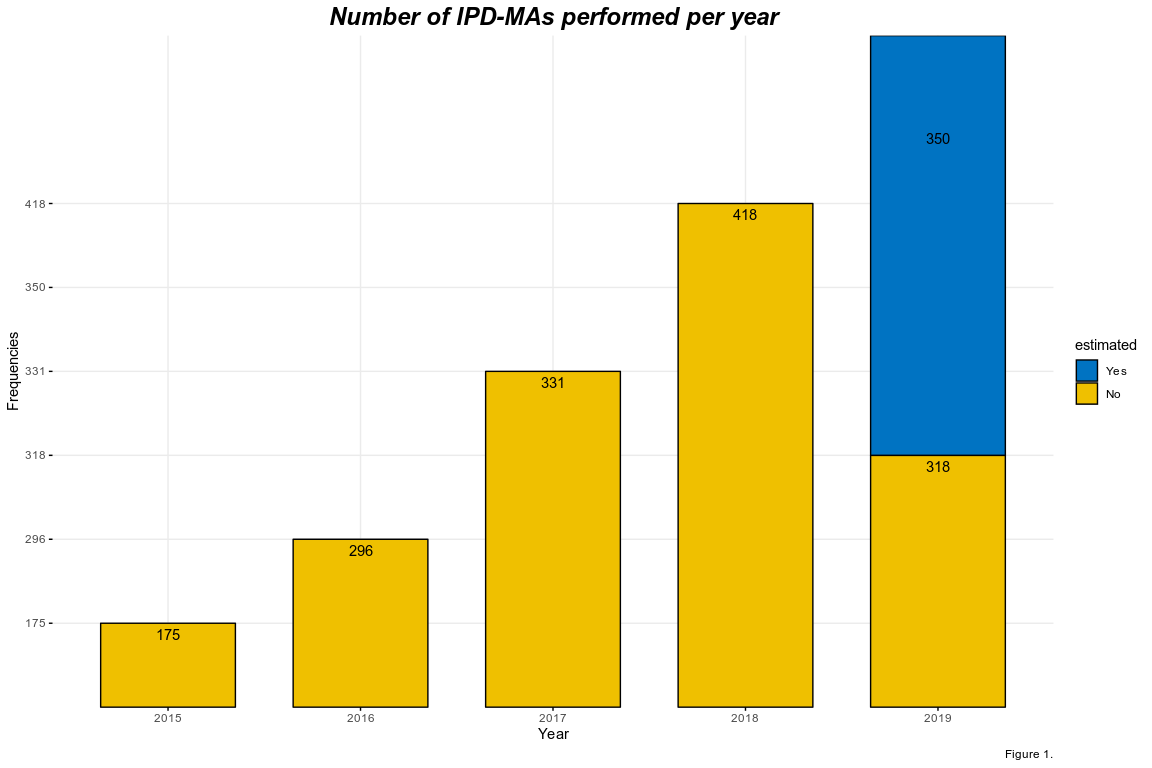 Number of IPD-MAs performed per year
350
418
418
350
331
331
318
318
296
296
175
175
Frequencies
2015
2016
2017
2018
2019
Year
estimated
Yes
No
Figure 1.